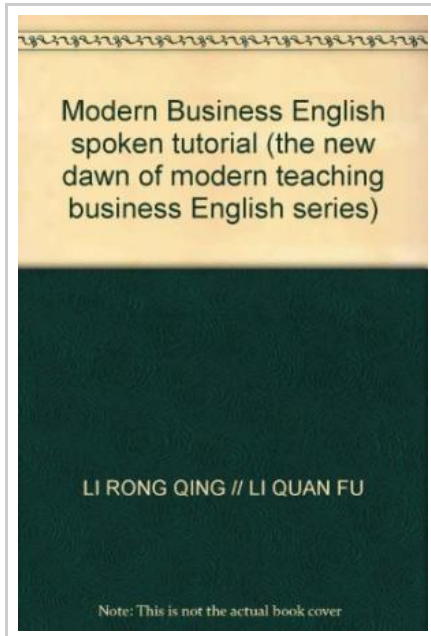 Modern Business English
spoken tutorial (the new
dawn of modern teaching
business English series)
LI RONG QING // LI QUAN FU
Note: This is not the actual book cover